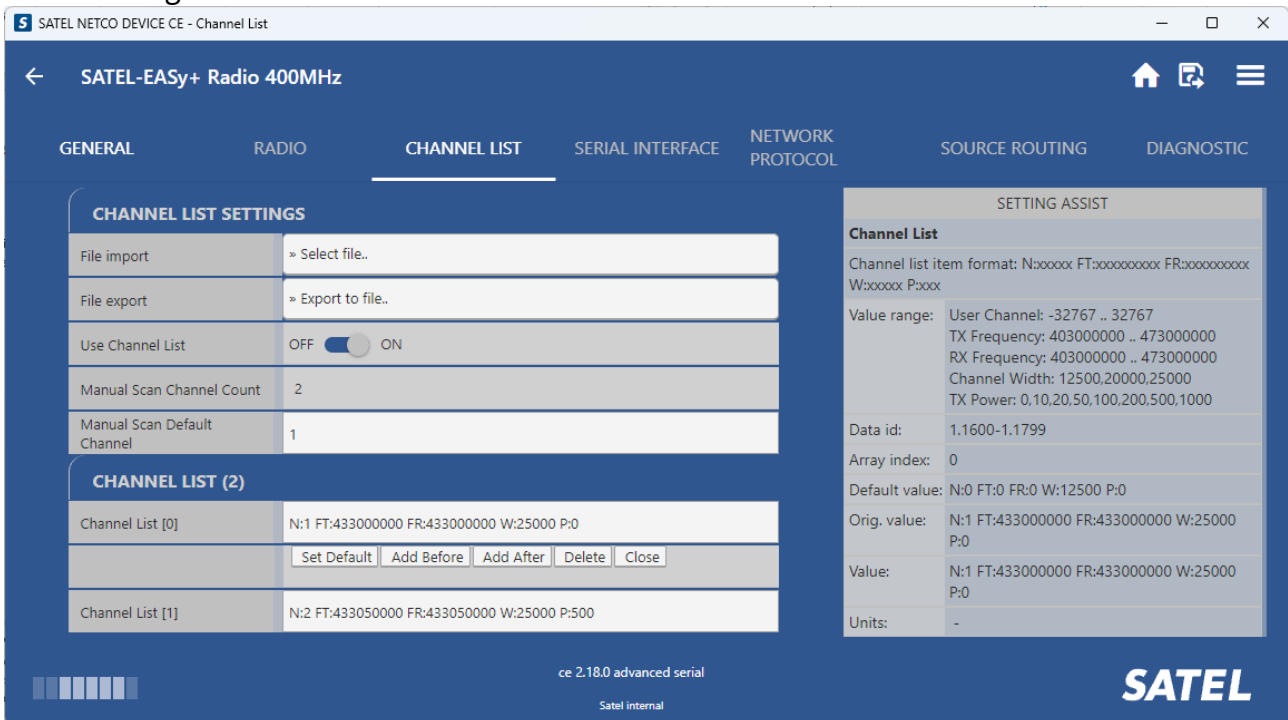 SATEL NETCO DEVICE CE - Channel List
SATEL-EASy+ Radio 400MHz
GENERAL
RADIO
CHANNEL LIST
SERIAL INTERFACE
NETWORK
PROTOCOL
SOURCE ROUTING
DIAGNOSTIC
CHANNEL LIST SETTINGS
File import
» Select file..
File export
» Export to file..
Use Channel List
OFF ON
Manual Scan Channel Count
2
Manual Scan Default
Channel
1
CHANNEL LIST (2)
Channel List [0]
N:1 FT:433000000 FR:433000000 W:25000 P:0
Set Default Add Before Add After Delete Close
Channel List [1]
N:2 FT:433050000 FR:433050000 W:25000 P:500
SETTING ASSIST
Channel List
Channel list item format: N:xxxxx FT:xxxxxxxxx FR:xxxxxxxxx
W:xxxxx P:xxx
Value range: User Channel: -32767 .. 32767
TX Frequency: 403000000 .. 473000000
RX Frequency: 403000000 .. 473000000
Channel Width: 12500,20000,25000
TX Power: 0,10,20,50,100,200,500,1000
Data id: 1.1600-1.1799
Array index: 0
Default value: N:0 FT:0 FR:0 W:12500 P:0
Orig. value: N:1 FT:433000000 FR:433000000 W:25000
P:0
Value: N:1 FT:433000000 FR:433000000 W:25000
P:0
Units: -
ce 2.18.0 advanced serial
Satel internal
SATEL